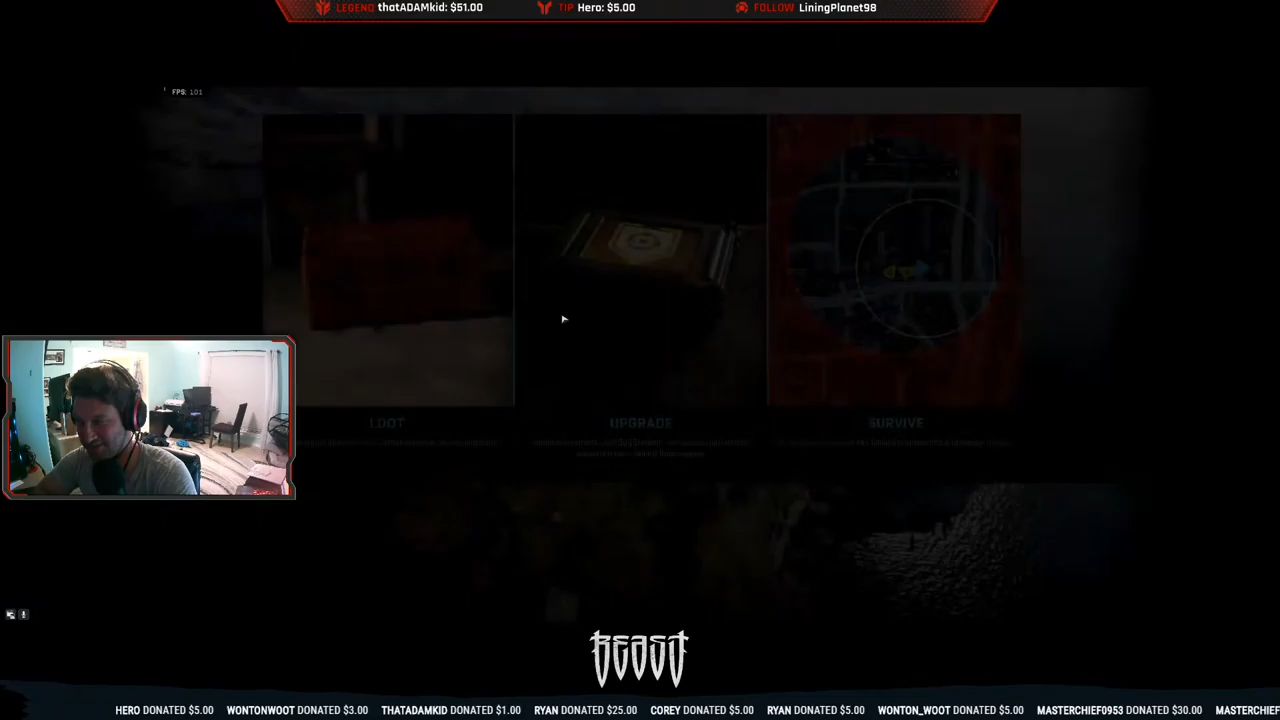 LEGEND thatADAMkid: $51.00 TIP Hero: $5.00 FOLLOW LiningPlanet98
FPS: 101
LOOT UPGRADE SURVIVE
BEAST
HERO DONATED $5.00 WONTONWOOT DONATED $3.00 THATADAMKID DONATED $1.00 RYAN DONATED $25.00 COREY DONATED $5.00 RYAN DONATED $5.00 WONTON_WOOT DONATED $5.00 MASTERCHIEF0953 DONATED $30.00 MASTERCHIEF